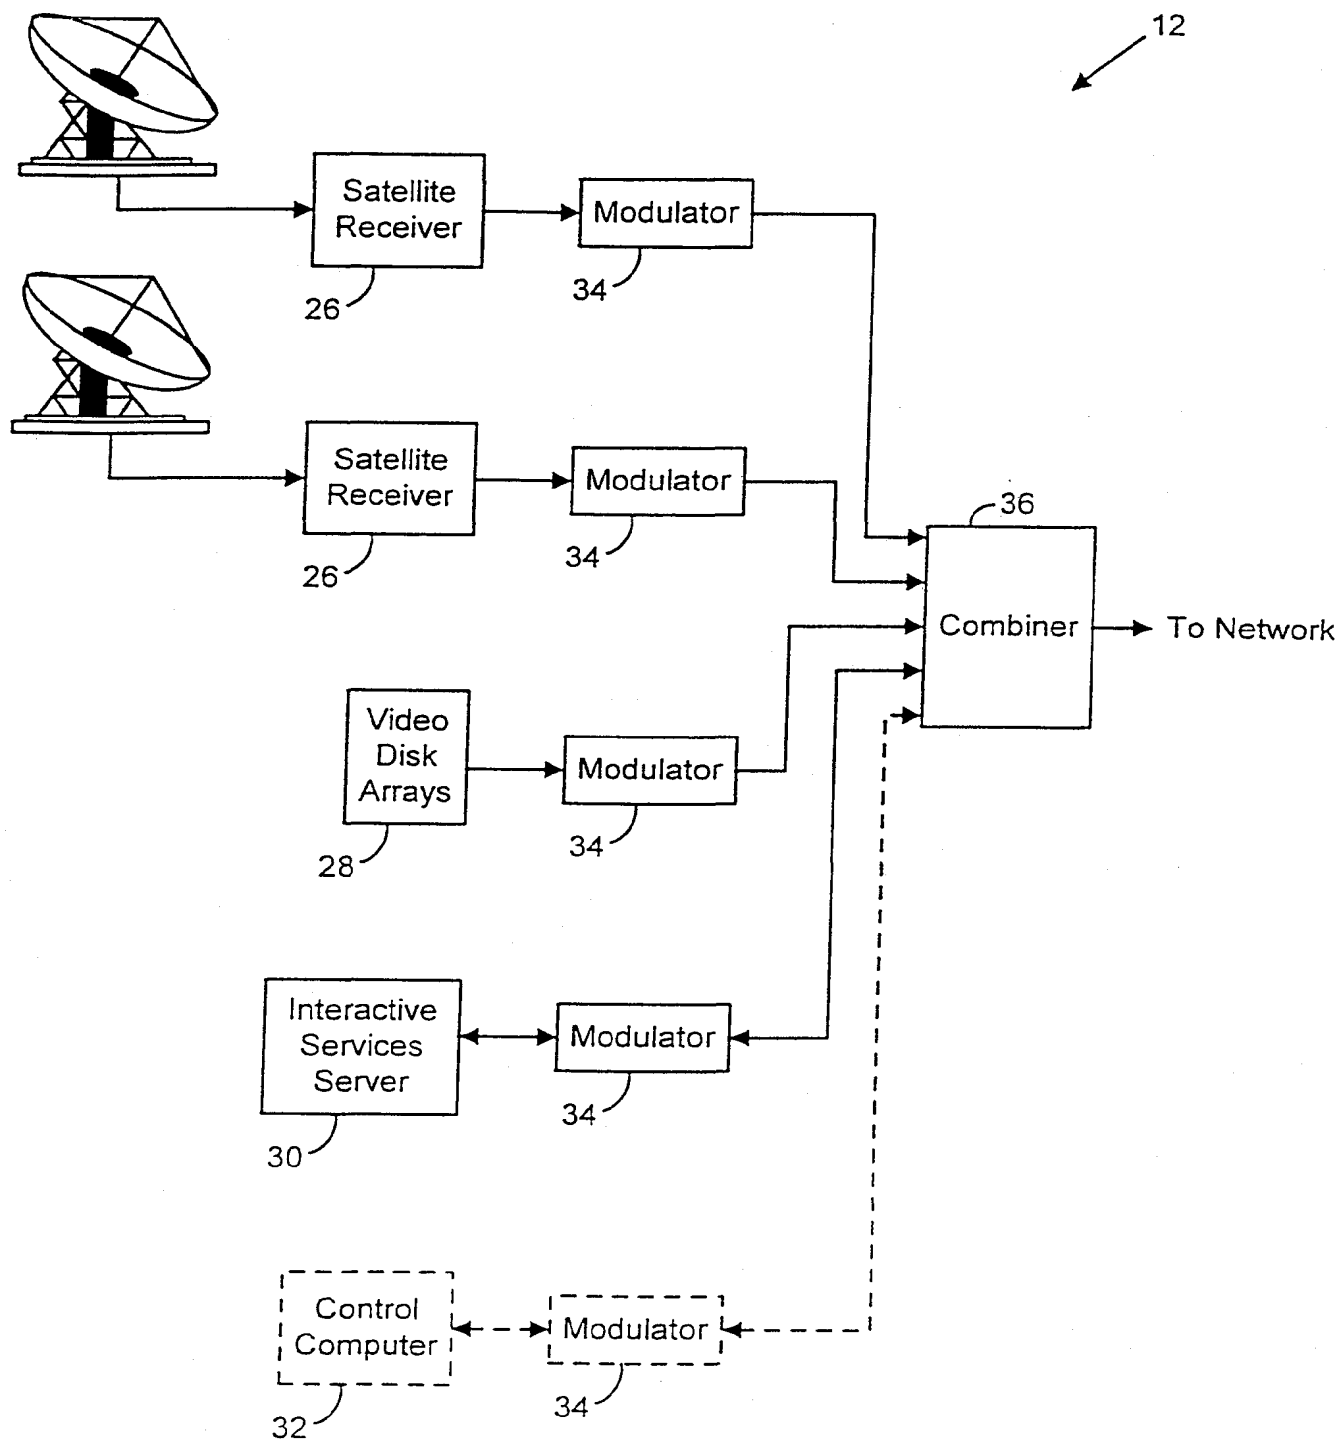 12
Satellite
Receiver
Modulator
26
34
Satellite
Receiver
Modulator
26
34
36
Combiner
To Network
Video
Disk
Arrays
Modulator
28
34
Interactive
Services
Server
Modulator
30
34
Control
Computer
Modulator
32
34